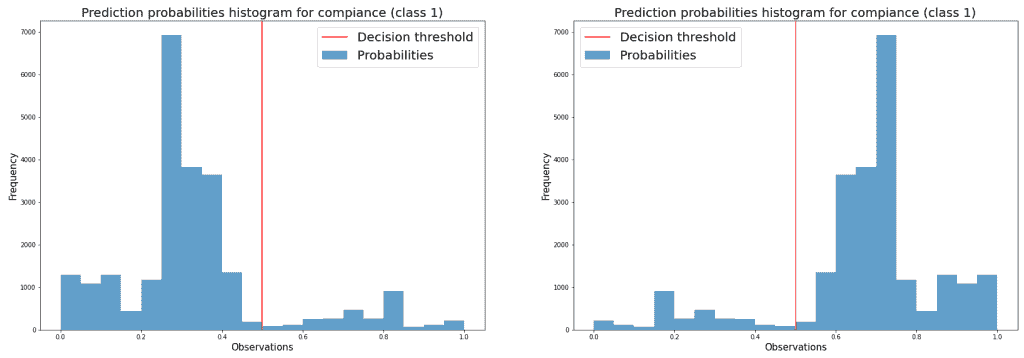 Prediction probabilities histogram for compiance (class 1)
Decision threshold
Probabilities
7000
6000
5000
4000
3000
2000
1000
0
Frequency
0.0 0.2 0.4 0.6 0.8 1.0
Observations
Prediction probabilities histogram for compiance (class 1)
Decision threshold
Probabilities
7000
6000
5000
4000
3000
2000
1000
0
Frequency
0.0 0.2 0.4 0.6 0.8 1.0
Observations